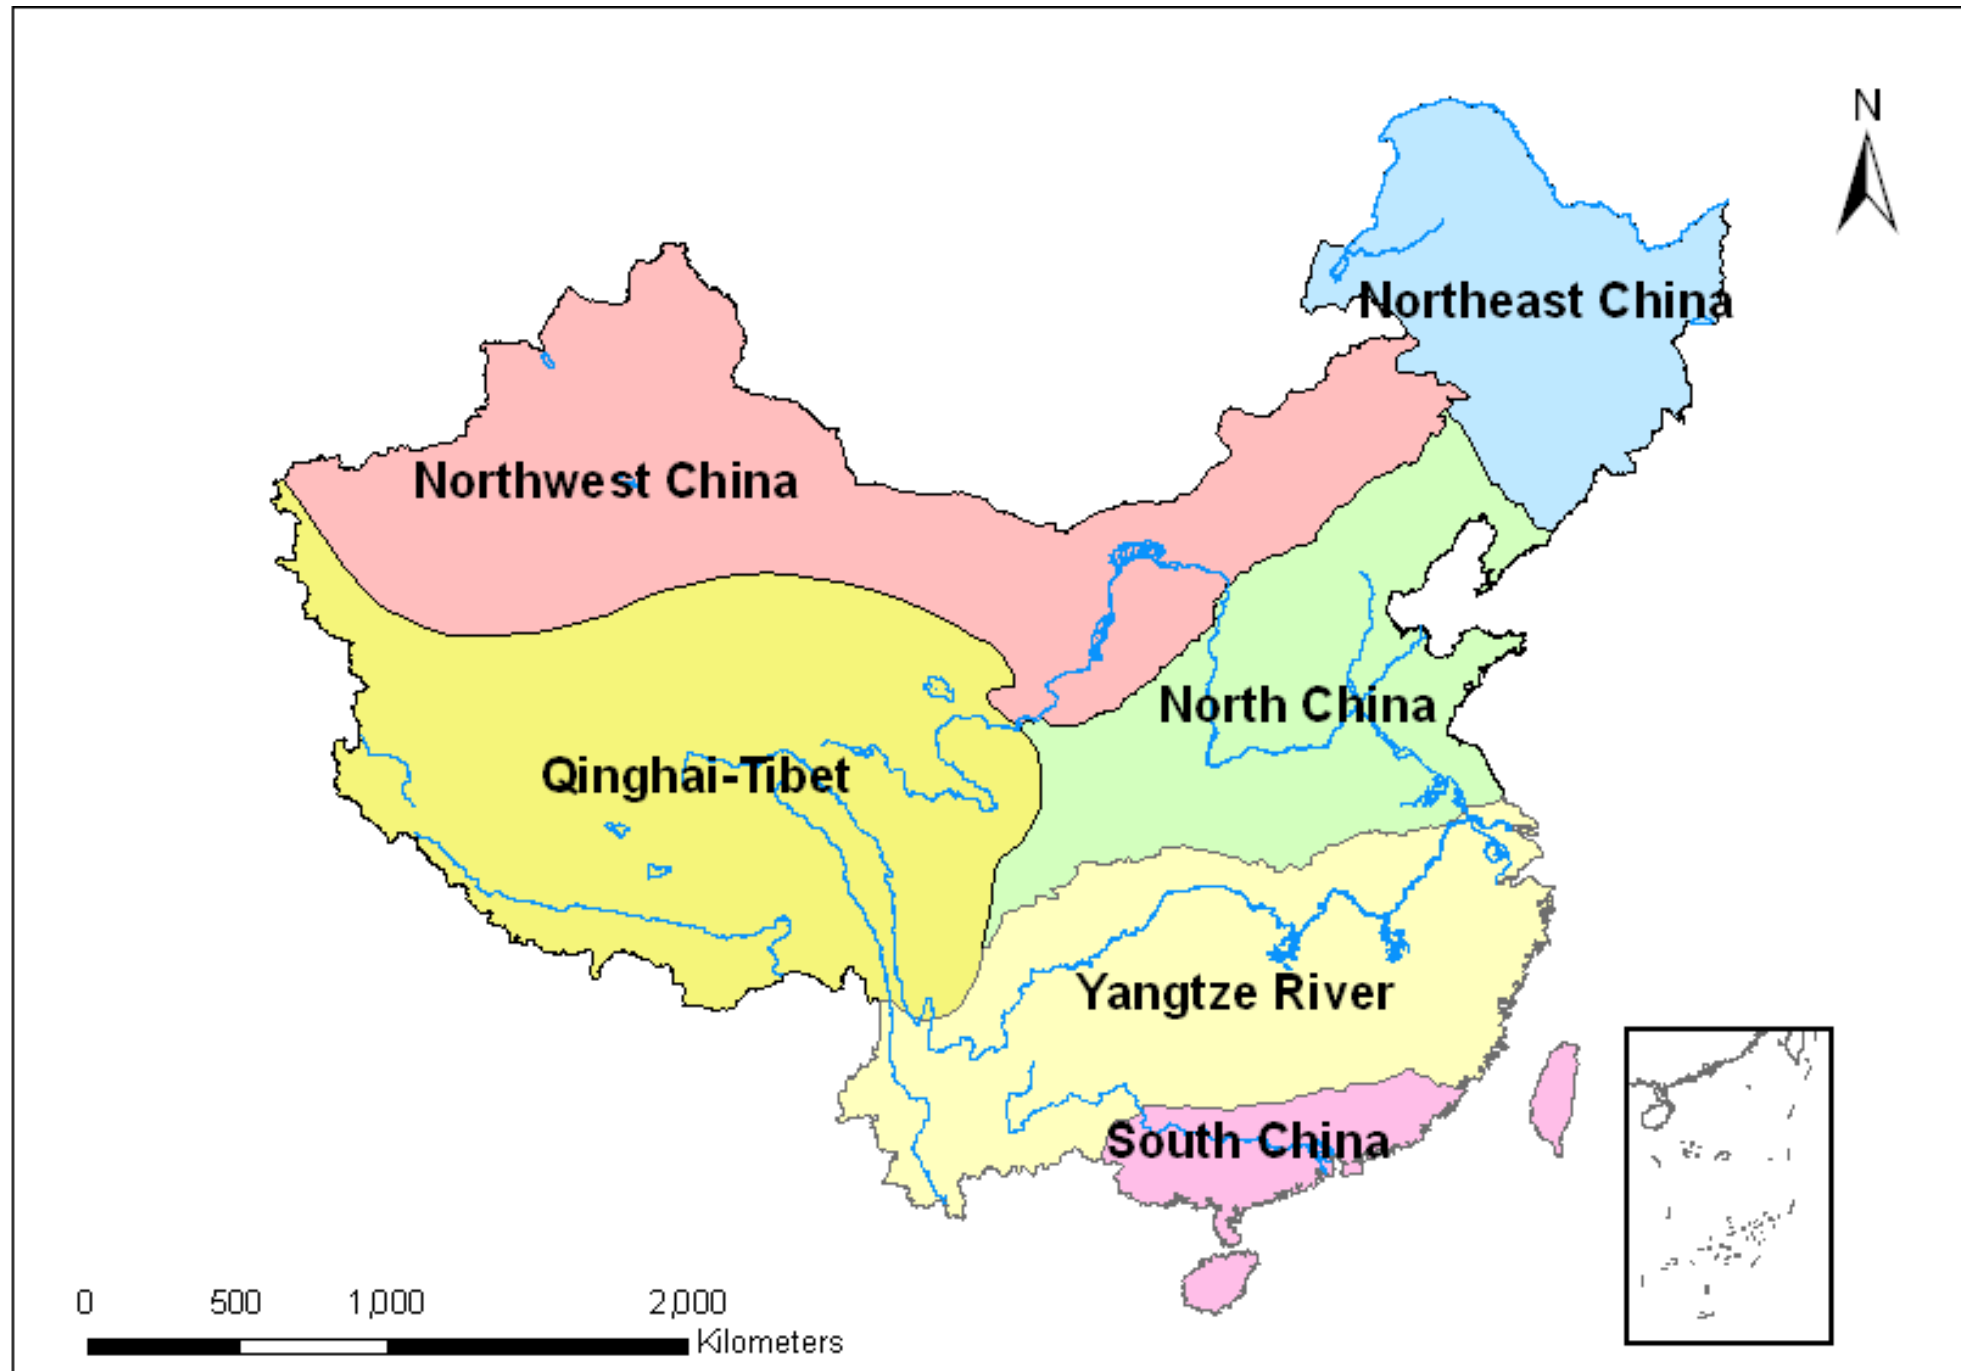 N
Northeast China
Northwest China
North China
Qinghai-Tibet
Yangtze River
South China
0 500 1,000 2,000
Kilometers